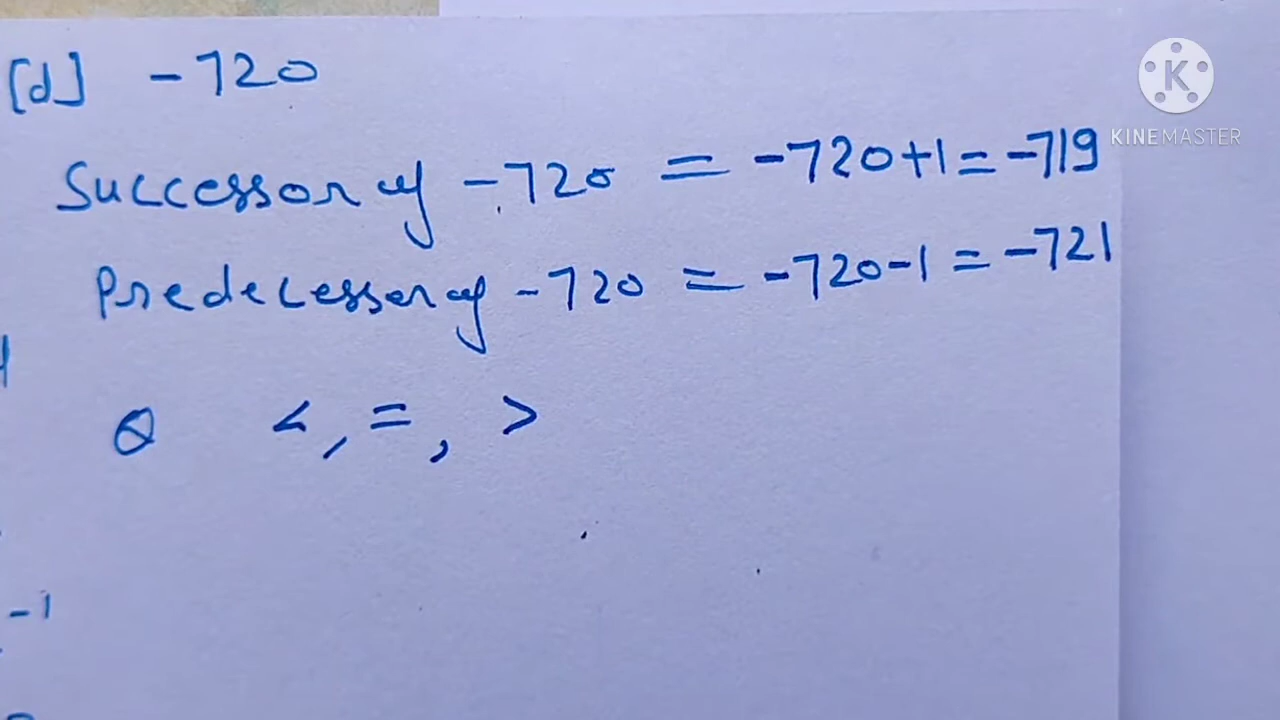 [d] -720
Successor of -720 = -720+1 = -719
Predecessor of -720 = -720-1 = -721
Q <, =, >
-1
K
KINEMASTER